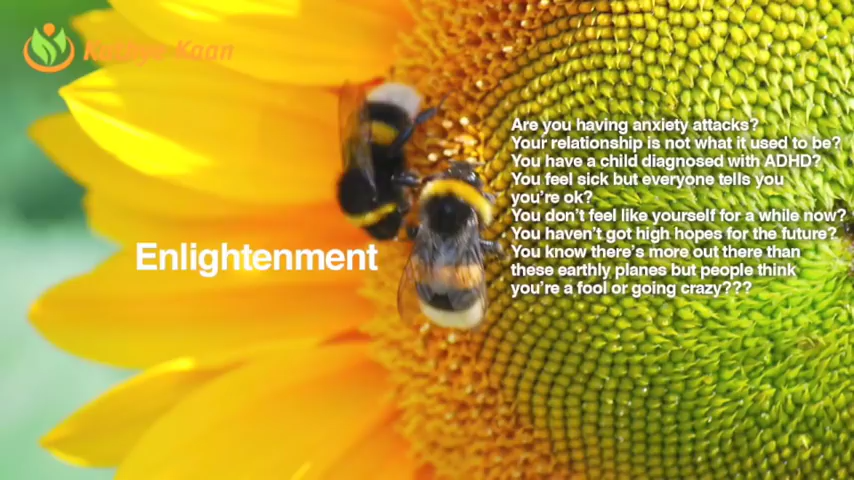 Kaan
Enlightenment
Are you having anxiety attacks?
Your relationship is not what it used to be?
You have a child diagnosed with ADHD?
You feel sick but everyone tells you
you're ok?
You don't feel like yourself for a while now?
You haven't got high hopes for the future?
You know there's more out there than
these earthly planes but people think
you're a fool or going crazy???